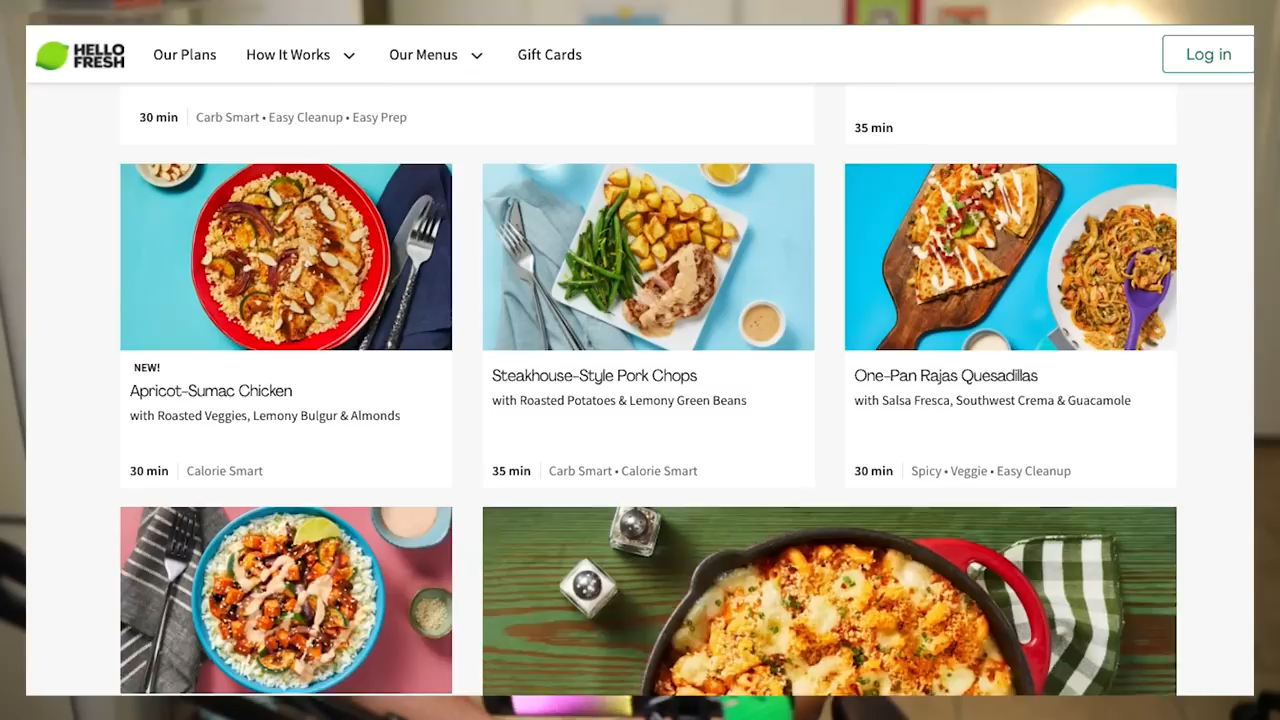 HELLO
FRESH
Our Plans
How It Works
Our Menus
Gift Cards
Log in
30 min
Carb Smart • Easy Cleanup • Easy Prep
35 min
NEW!
Apricot-Sumac Chicken
with Roasted Veggies, Lemony Bulgur & Almonds
30 min
Calorie Smart
Steakhouse-Style Pork Chops
with Roasted Potatoes & Lemony Green Beans
35 min
Carb Smart • Calorie Smart
One-Pan Rajas Quesadillas
with Salsa Fresca, Southwest Crema & Guacamole
30 min
Spicy • Veggie • Easy Cleanup